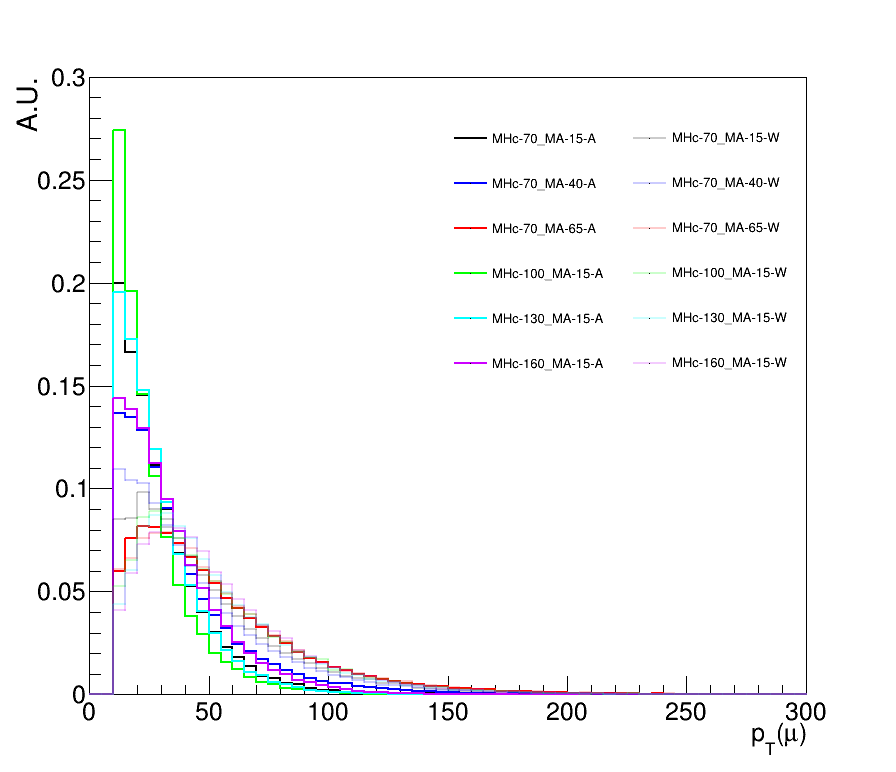 A.U.
0.3
0.25
0.2
0.15
0.1
0.05
0
MHc-70_MA-15-A MHc-70_MA-15-W
MHc-70_MA-40-A MHc-70_MA-40-W
MHc-70_MA-65-A MHc-70_MA-65-W
MHc-100_MA-15-A MHc-100_MA-15-W
MHc-130_MA-15-A MHc-130_MA-15-W
MHc-160_MA-15-A MHc-160_MA-15-W
0 50 100 150 200 250 300
p_T(μ)